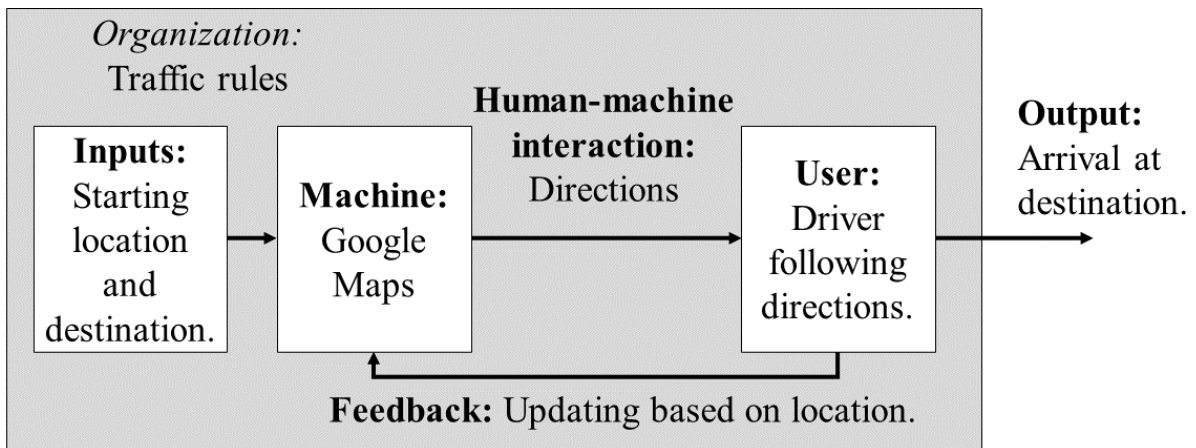 Organization:
Traffic rules
Inputs:
Starting
location
and
destination.
Machine:
Google
Maps
Human-machine
interaction:
Directions
User:
Driver
following
directions.
Output:
Arrival at
destination.
Feedback: Updating based on location.